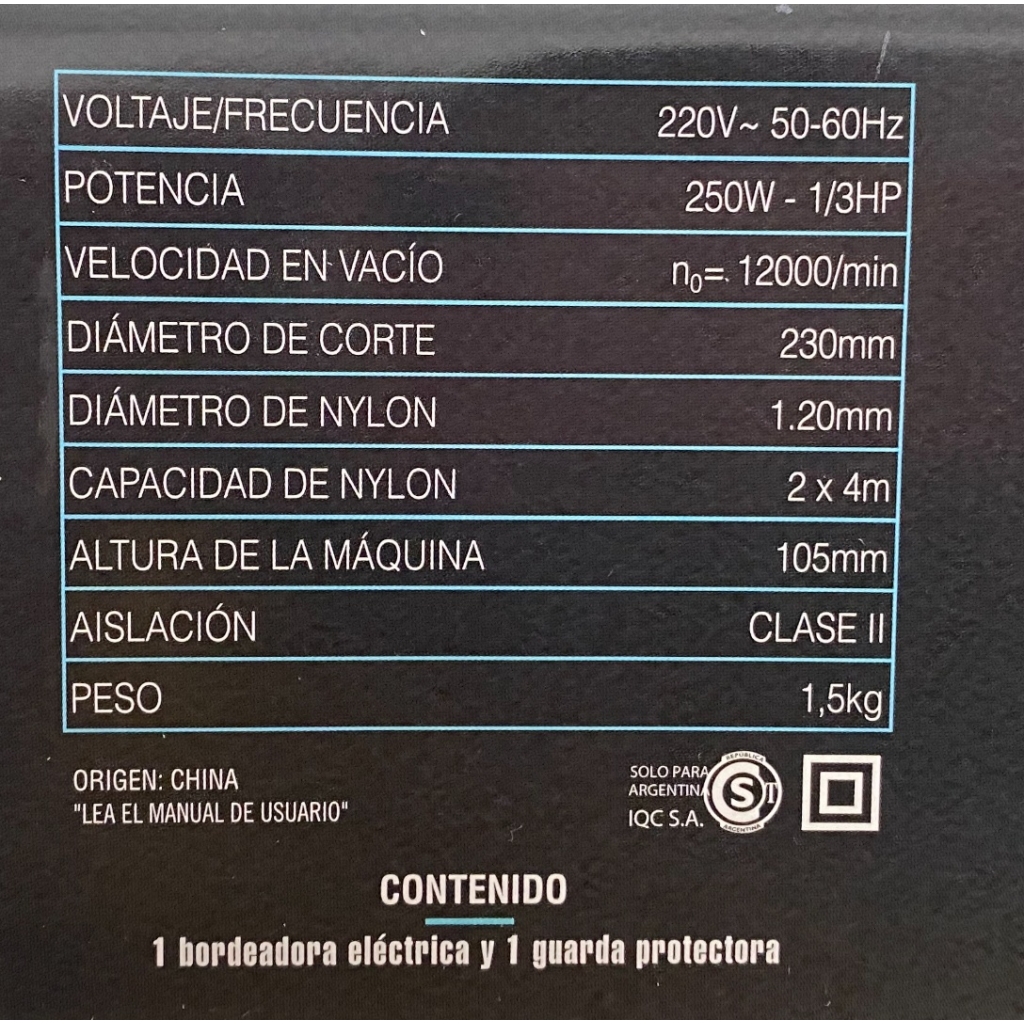 VOLTAJE/FRECUENCIA 220V~ 50-60Hz
POTENCIA 250W - 1/3HP
VELOCIDAD EN VACÍO n₀= 12000/min
DIÁMETRO DE CORTE 230mm
DIÁMETRO DE NYLON 1.20mm
CAPACIDAD DE NYLON 2 x 4m
ALTURA DE LA MÁQUINA 105mm
AISLACIÓN CLASE II
PESO 1,5kg
ORIGEN: CHINA
"LEA EL MANUAL DE USUARIO"
SOLO PARA
ARGENTINA
IQC S.A.
REPUBLICA
S T
ARGENTINA
CONTENIDO
1 bordeadora eléctrica y 1 guarda protectora